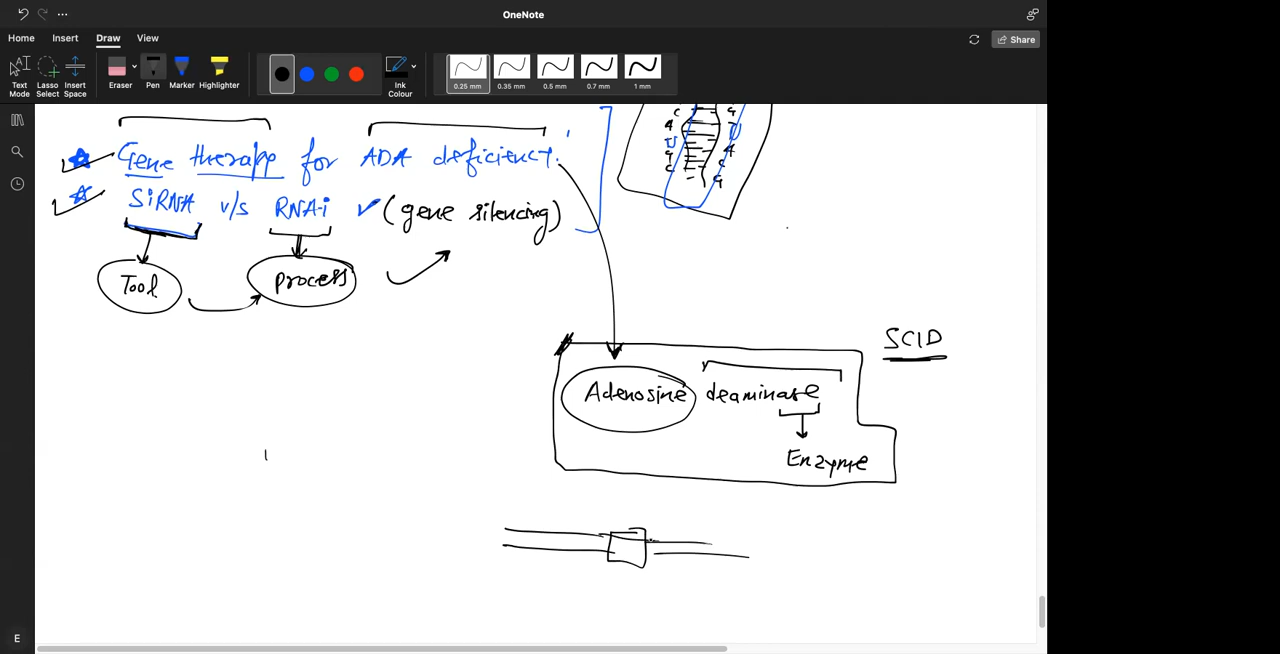 OneNote
Home Insert Draw View
Share
Text Mode
Lasso Select
Insert Space
Eraser
Pen
Marker
Highlighter
Ink Colour
0.25 mm
0.35 mm
0.5 mm
0.7 mm
1 mm
Gene therapy for ADA deficiency.
SiRNA v/s RNAi (gene silencing)
Tool
process
SCID
Adenosine deaminase
Enzyme
E